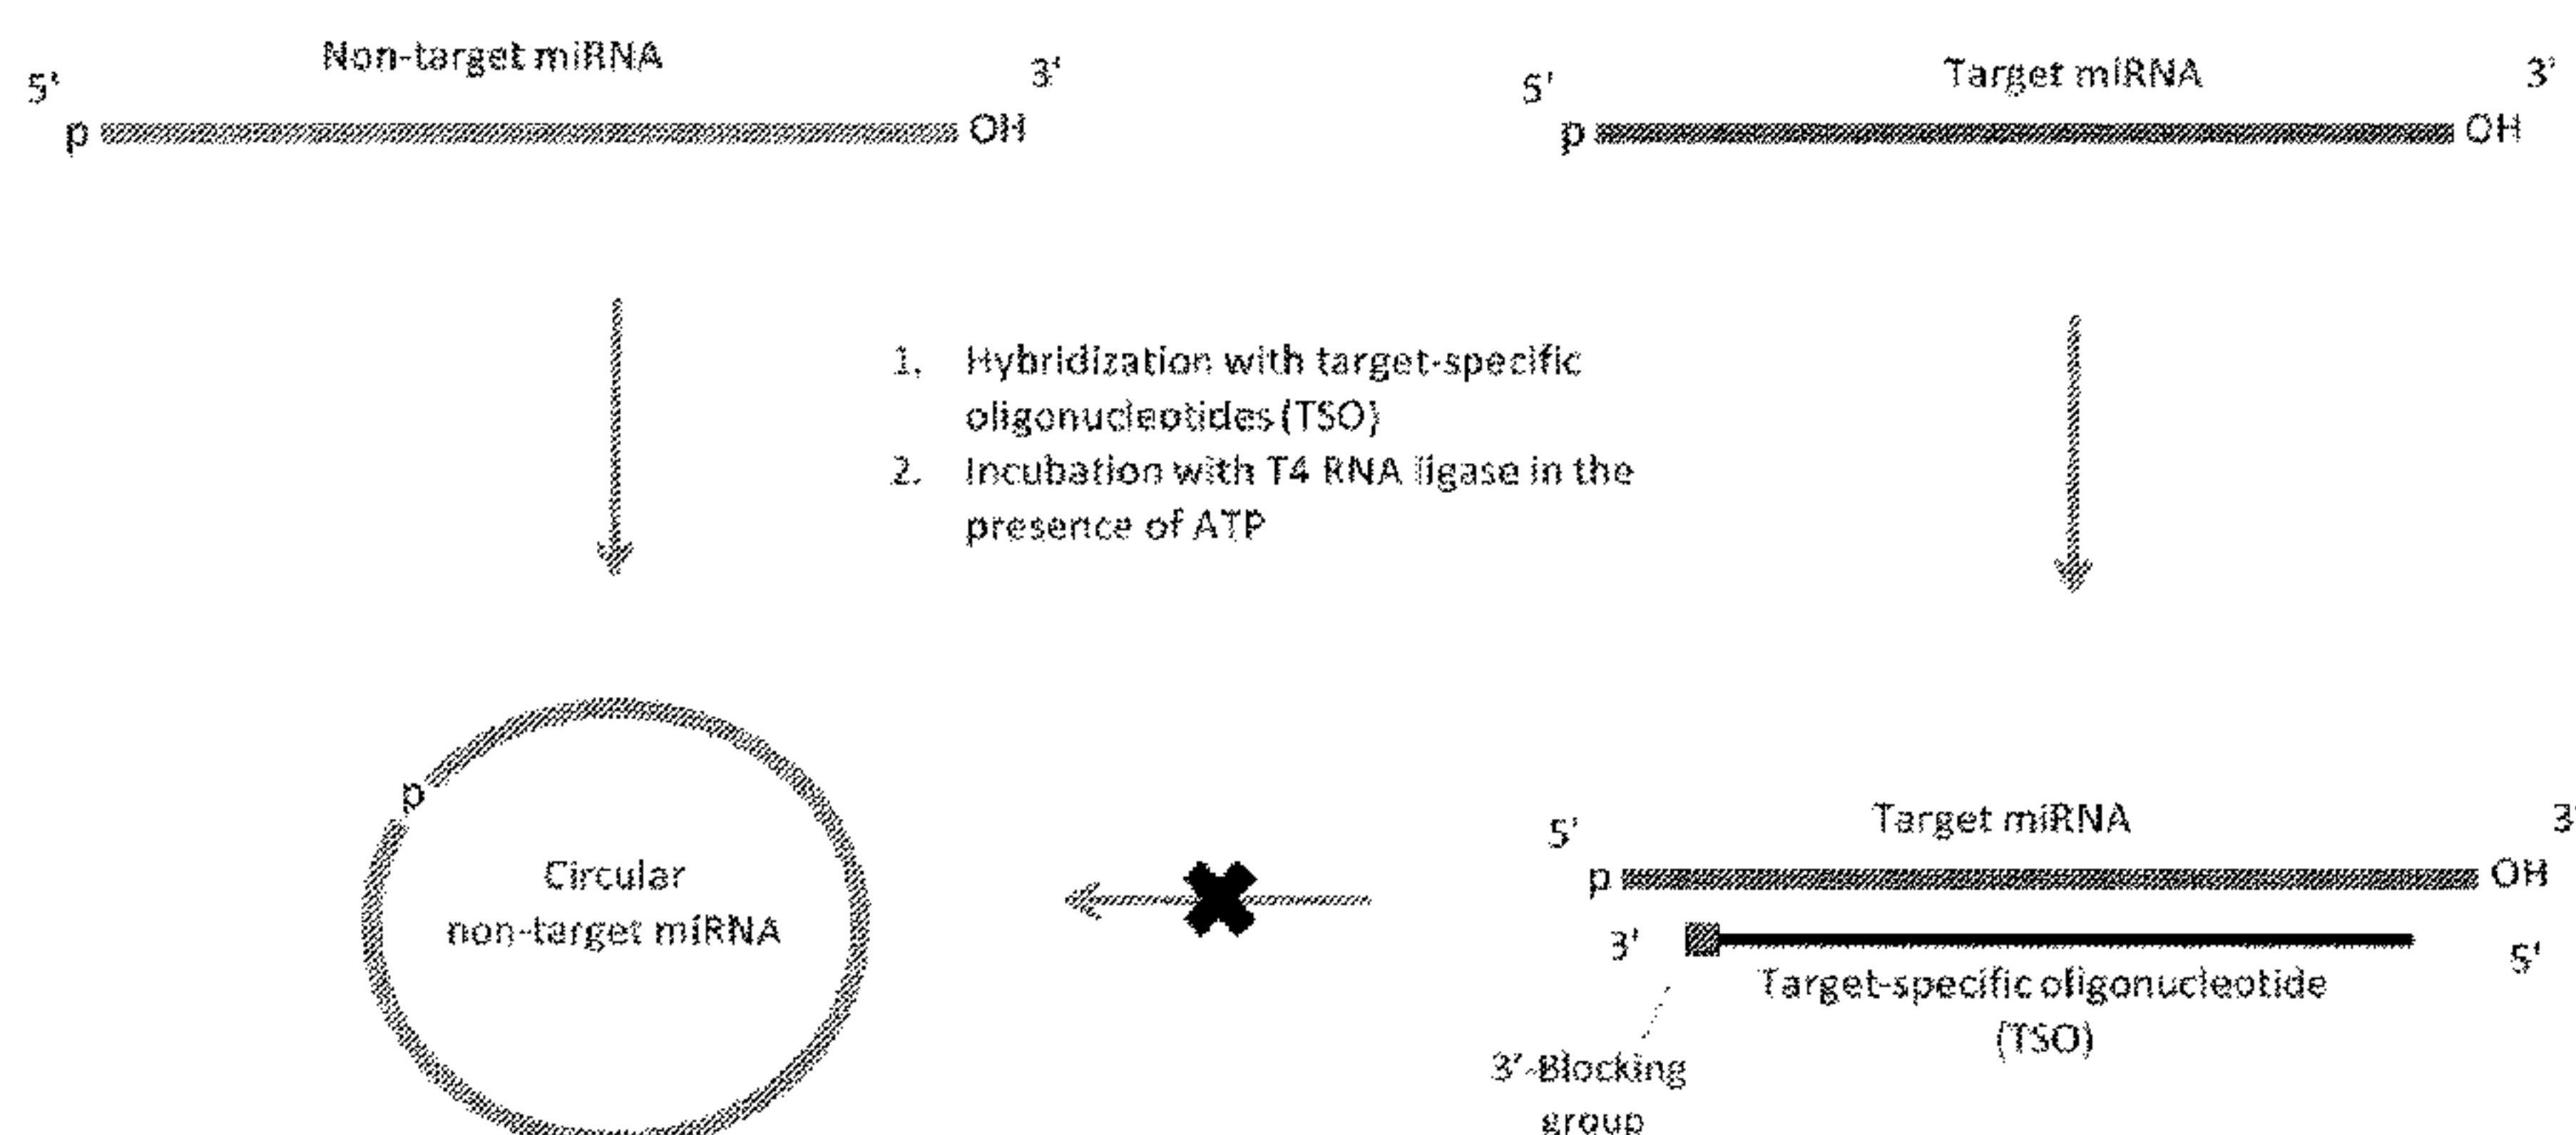 Non-target miRNA
5'
3'
p
OH
Target miRNA
5'
3'
p
OH
1. Hybridization with target-specific
oligonucleotides (TSO)
2. Incubation with T4 RNA ligase in the
presence of ATP
p
Circular
non-target miRNA
Target miRNA
5'
3'
p
OH
3'
5'
Target-specific oligonucleotide
(TSO)
3'-Blocking
group